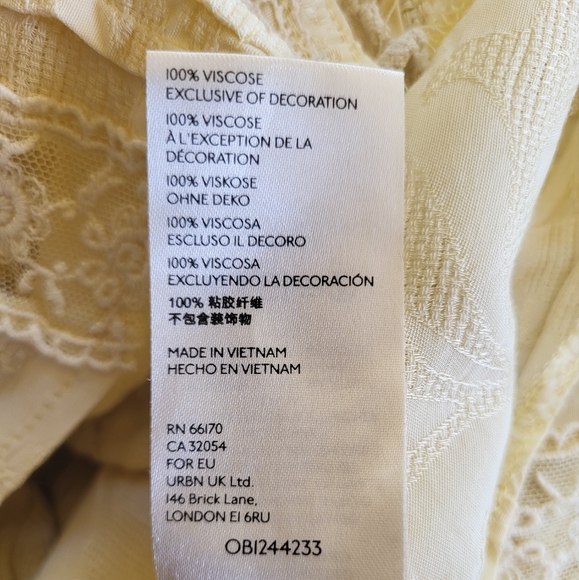 100% VISCOSE
EXCLUSIVE OF DECORATION
100% VISCOSE
À L'EXCEPTION DE LA
DÉCORATION
100% VISKOSE
OHNE DEKO
100% VISCOSA
ESCLUSO IL DECORO
100% VISCOSA
EXCLUYENDO LA DECORACIÓN
100% 粘胶纤维
不包含装饰物
MADE IN VIETNAM
HECHO EN VIETNAM
RN 66170
CA 32054
FOR EU
URBN UK Ltd.
146 Brick Lane,
LONDON E1 6RU
OB1244233